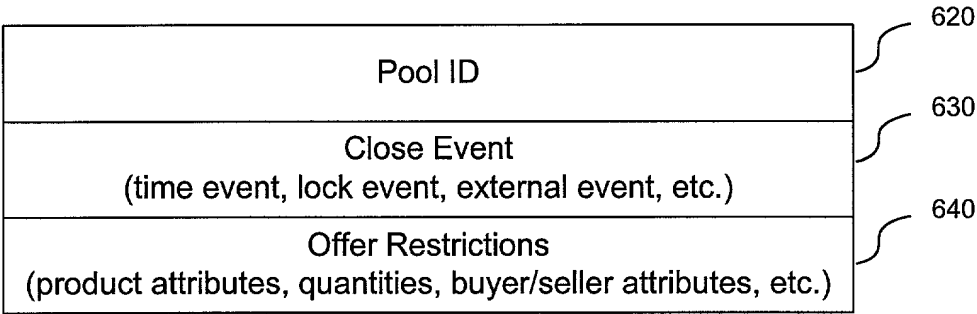 620
Pool ID
630
Close Event
(time event, lock event, external event, etc.)
640
Offer Restrictions
(product attributes, quantities, buyer/seller attributes, etc.)